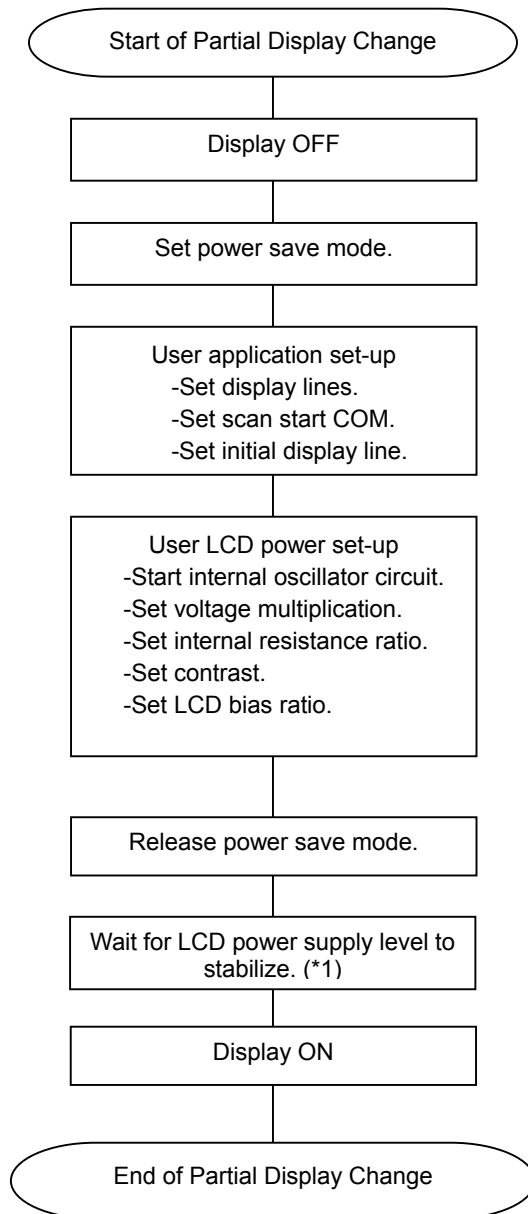 Start of Partial Display Change
Display OFF
Set power save mode.
User application set-up
-Set display lines.
-Set scan start COM.
-Set initial display line.
User LCD power set-up
-Start internal oscillator circuit.
-Set voltage multiplication.
-Set internal resistance ratio.
-Set contrast.
-Set LCD bias ratio.
Release power save mode.
Wait for LCD power supply level to
stabilize. (*1)
Display ON
End of Partial Display Change